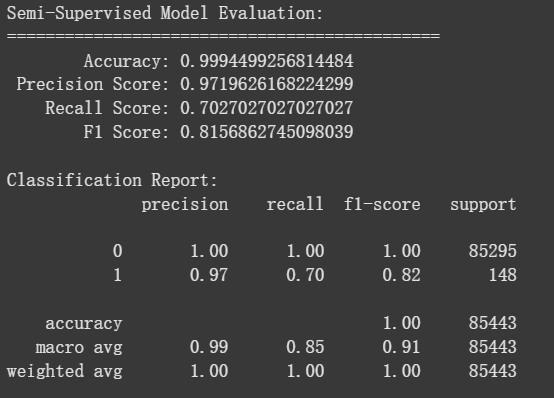 Semi-Supervised Model Evaluation:
=============================================
Accuracy: 0.9994499256814484
Precision Score: 0.9719626168224299
Recall Score: 0.7027027027027027
F1 Score: 0.8156862745098039
Classification Report:
precision recall f1-score support
0 1.00 1.00 1.00 85295
1 0.97 0.70 0.82 148
accuracy 1.00 85443
macro avg 0.99 0.85 0.91 85443
weighted avg 1.00 1.00 1.00 85443